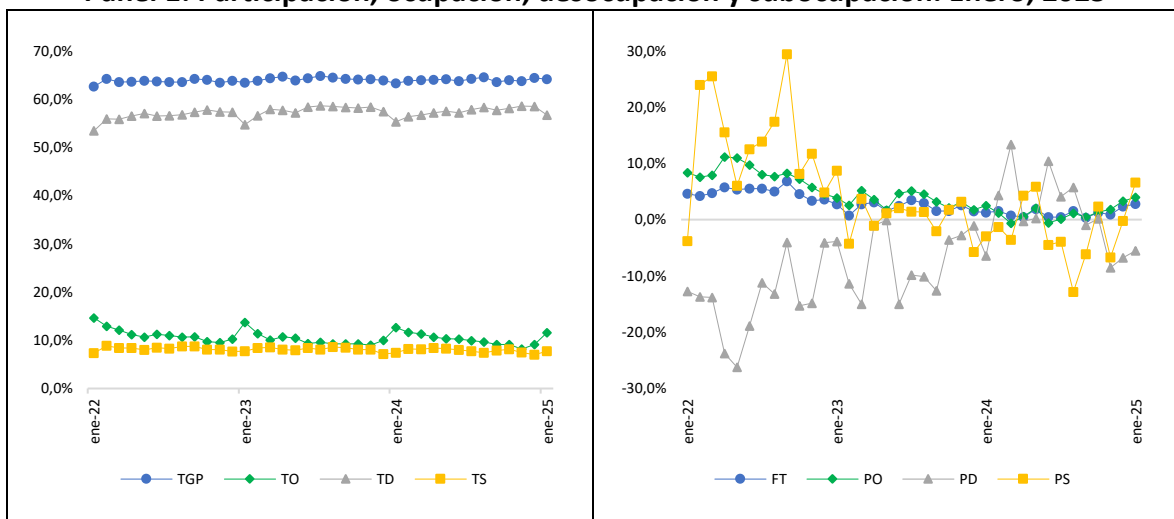 Panel 2. Participación, ocupación, desocupación y subocupación. Enero, 2025
70,0%
60,0%
50,0%
40,0%
30,0%
20,0%
10,0%
0,0%
ene-22
ene-23
ene-24
ene-25
TGP TO TD TS
30,0%
20,0%
10,0%
0,0%
-10,0%
-20,0%
-30,0%
ene-22
ene-23
ene-24
ene-25
FT PO PD PS